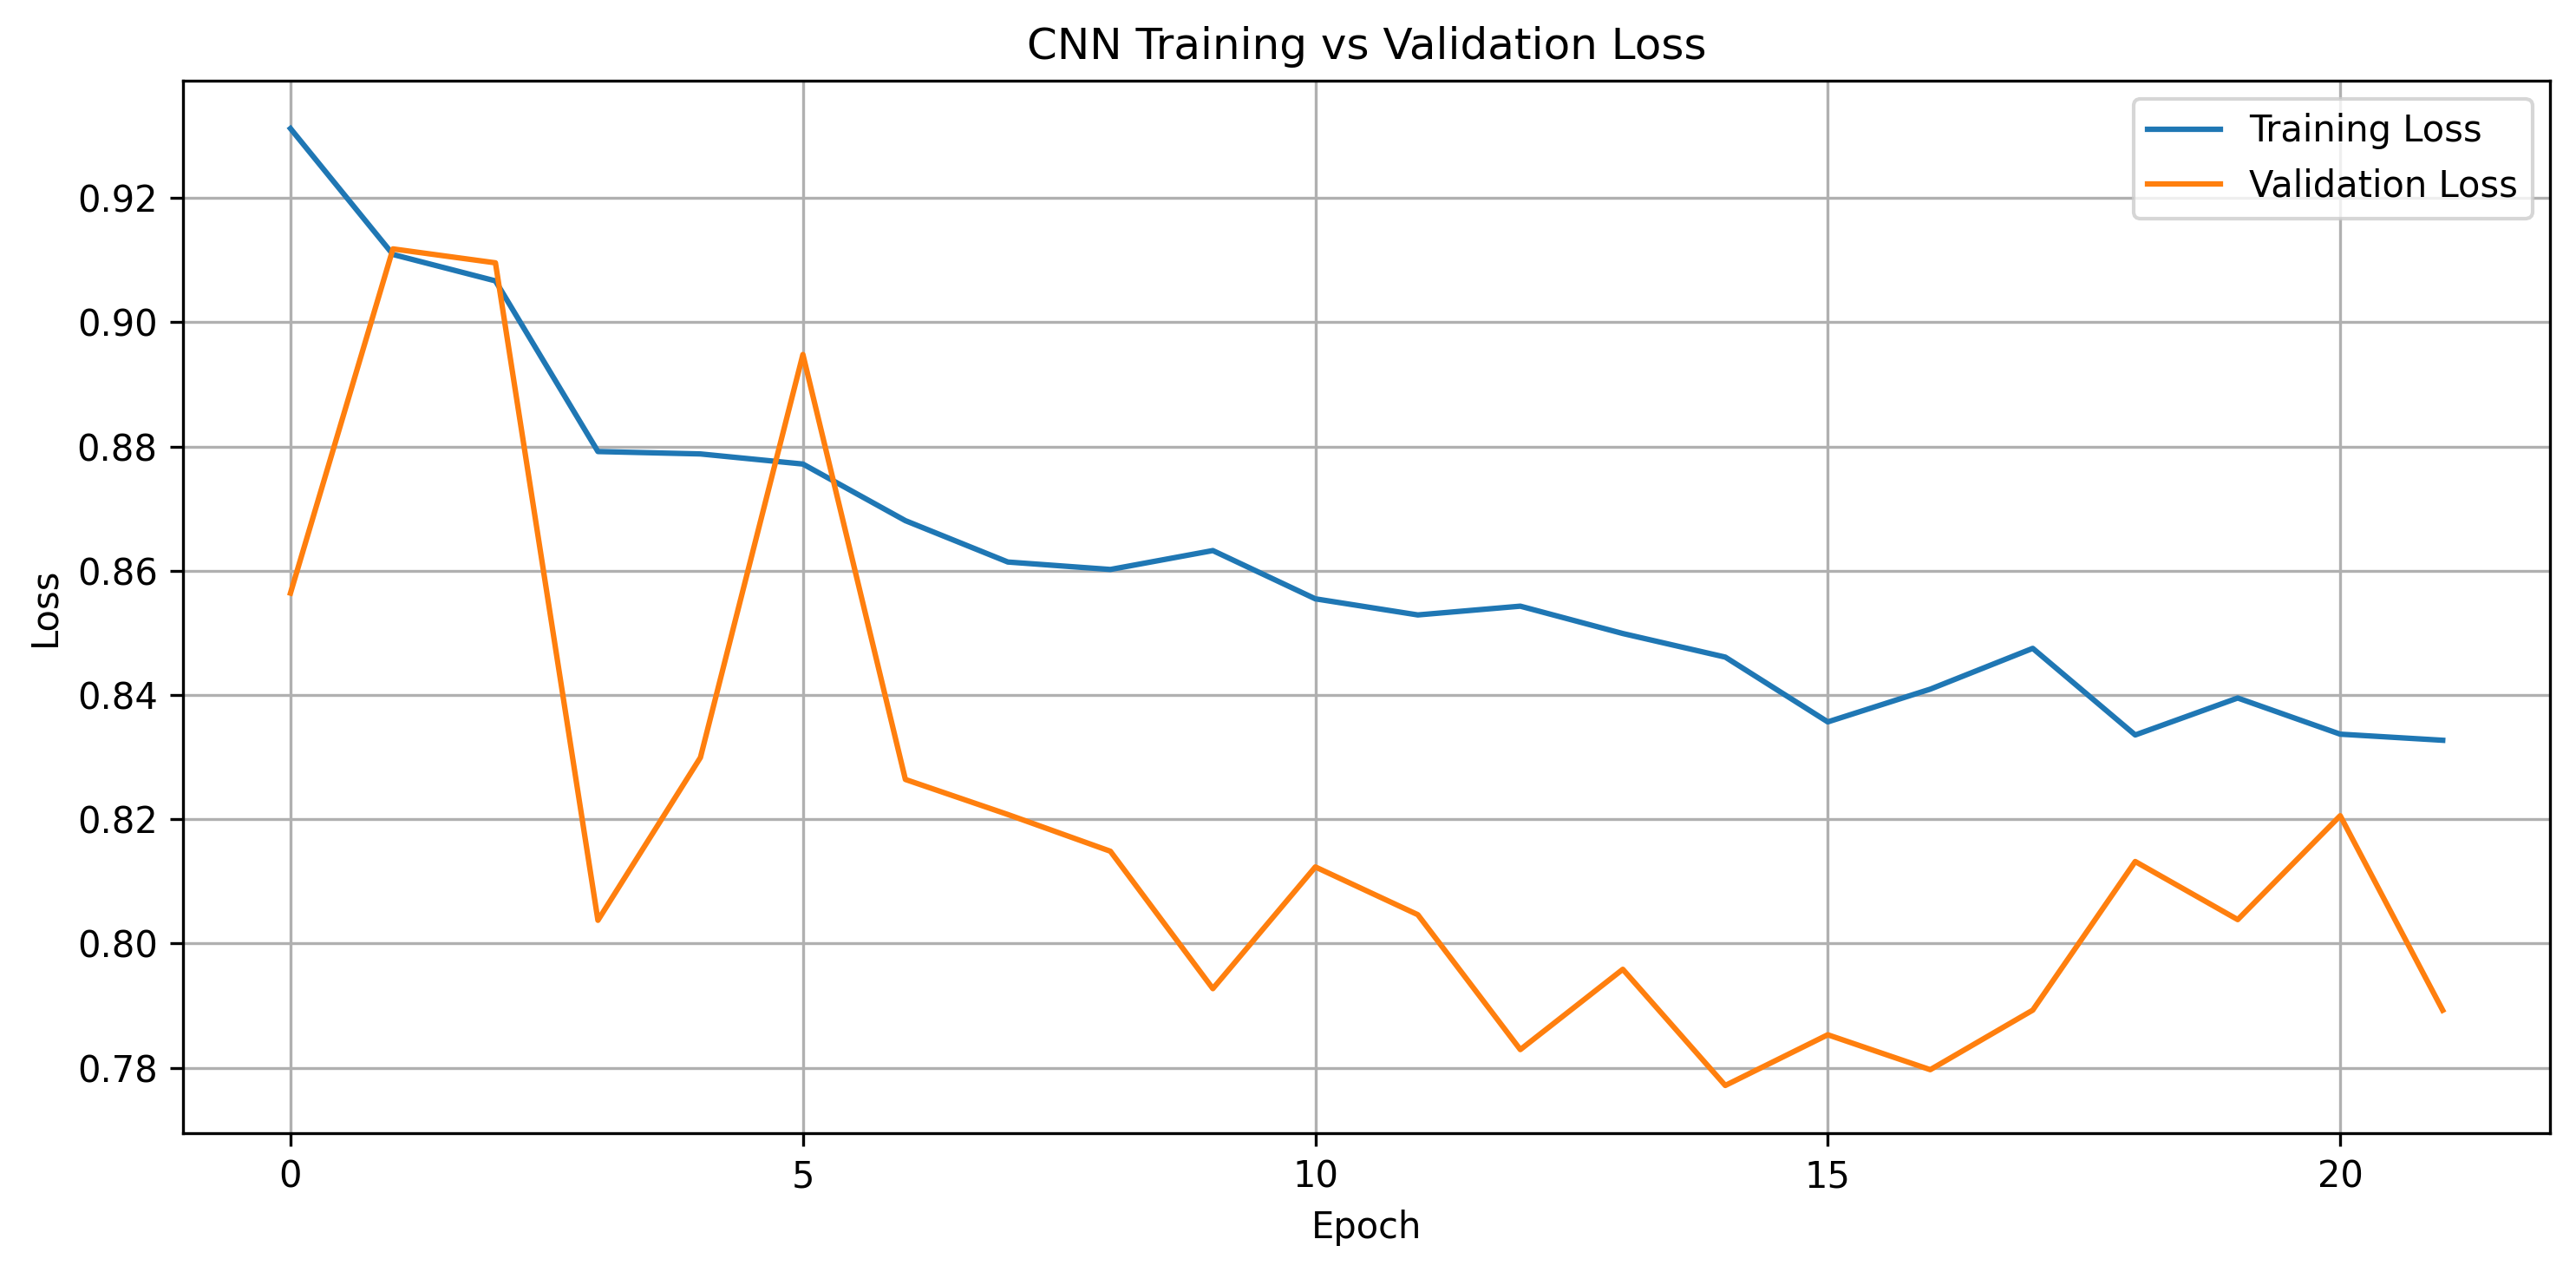 CNN Training vs Validation Loss
Training Loss
Validation Loss
0.92
0.90
0.88
0.86
0.84
0.82
0.80
0.78
Loss
0 5 10 15 20
Epoch